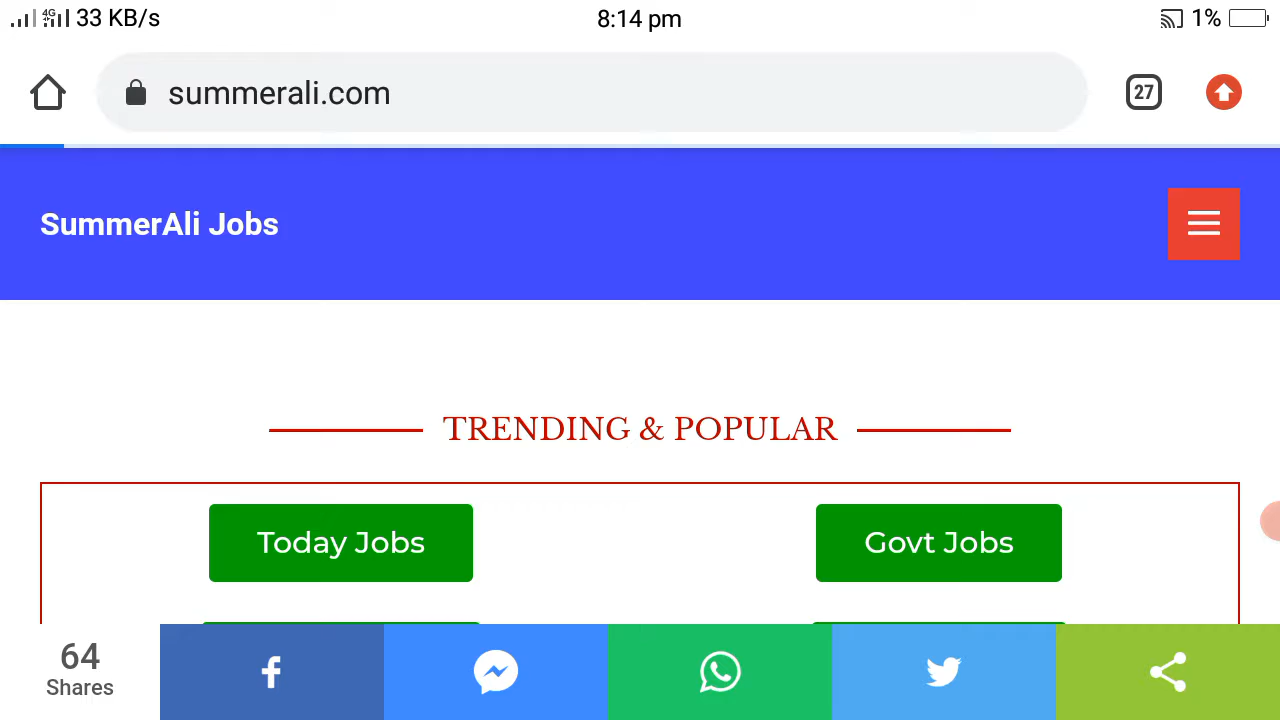 4G 33 KB/s 8:14 pm 1%
summerali.com 27
SummerAli Jobs
TRENDING & POPULAR
Today Jobs Govt Jobs
64
Shares